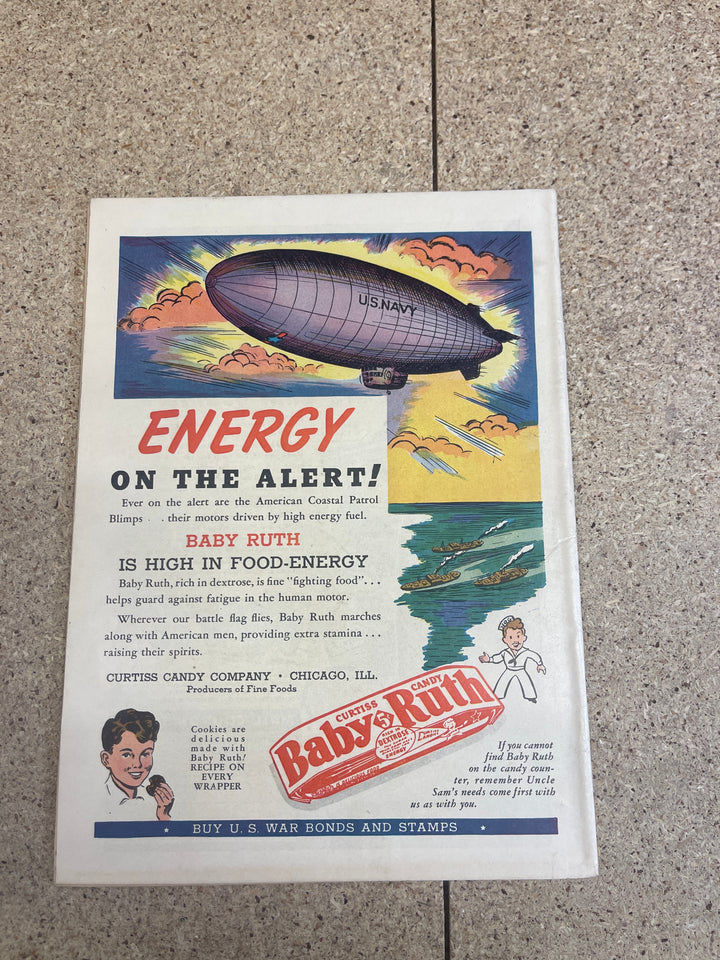 U.S. NAVY
ENERGY
ON THE ALERT!
Ever on the alert are the American Coastal Patrol
Blimps . . their motors driven by high energy fuel.
BABY RUTH
IS HIGH IN FOOD-ENERGY
Baby Ruth, rich in dextrose, is fine "fighting food"...
helps guard against fatigue in the human motor.
Wherever our battle flag flies, Baby Ruth marches
along with American men, providing extra stamina...
raising their spirits.
CURTISS CANDY COMPANY • CHICAGO, ILL.
Producers of Fine Foods
CURTISS CANDY
Baby Ruth
5¢
RICH IN
DEXTROSE
ENERGY
Cookies are
delicious
made with
Baby Ruth!
RECIPE ON
EVERY
WRAPPER
If you cannot
find Baby Ruth
on the candy coun-
ter, remember Uncle
Sam's needs come first with
us as with you.
★ BUY U. S. WAR BONDS AND STAMPS ★